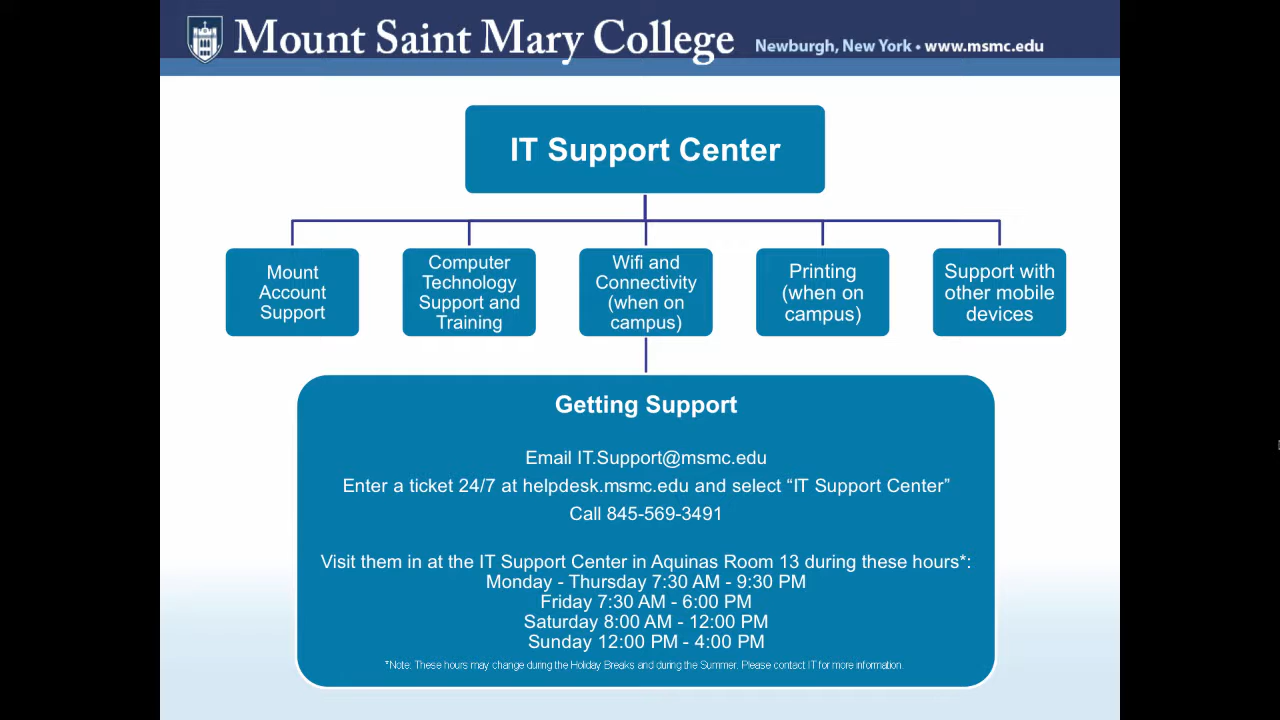 Mount Saint Mary College Newburgh, New York • www.msmc.edu
IT Support Center
Mount
Account
Support
Computer
Technology
Support and
Training
Wifi and
Connectivity
(when on
campus)
Printing
(when on
campus)
Support with
other mobile
devices
Getting Support
Email IT.Support@msmc.edu
Enter a ticket 24/7 at helpdesk.msmc.edu and select “IT Support Center”
Call 845-569-3491
Visit them in at the IT Support Center in Aquinas Room 13 during these hours*:
Monday - Thursday 7:30 AM - 9:30 PM
Friday 7:30 AM - 6:00 PM
Saturday 8:00 AM - 12:00 PM
Sunday 12:00 PM - 4:00 PM
*Note: These hours may change during the Holiday Breaks and during the Summer. Please contact IT for more information.